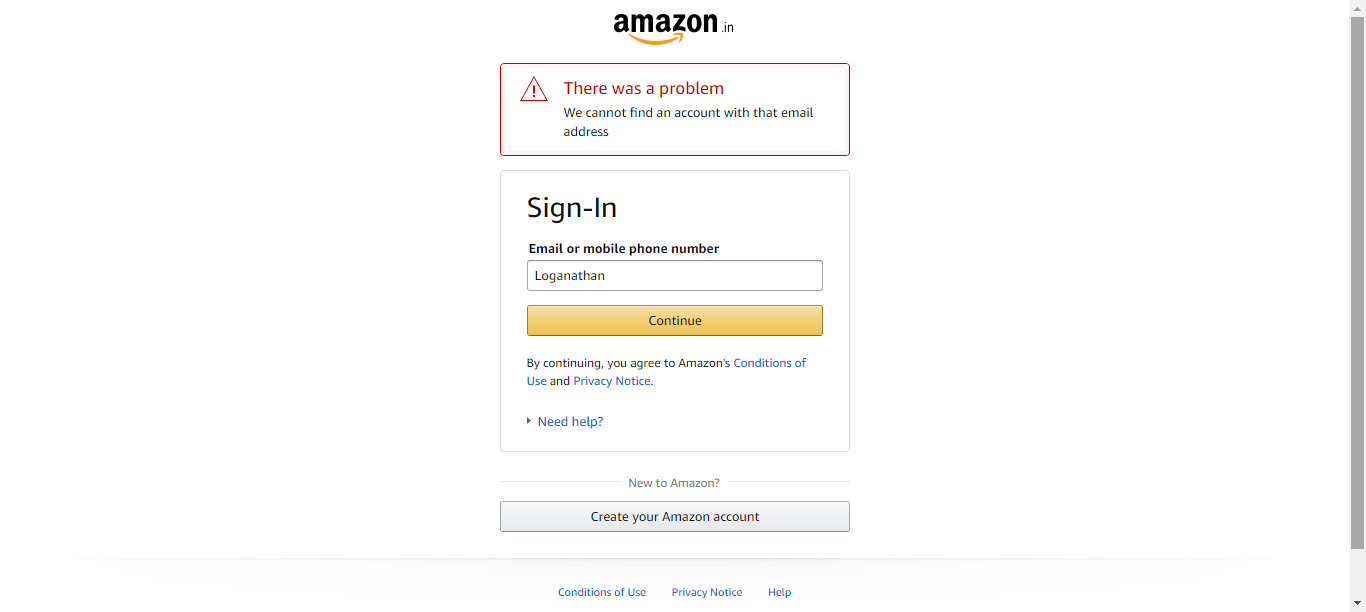 amazon.in
There was a problem
We cannot find an account with that email
address
Sign-In
Email or mobile phone number
Loganathan
Continue
By continuing, you agree to Amazon's Conditions of
Use and Privacy Notice.
Need help?
New to Amazon?
Create your Amazon account
Conditions of Use Privacy Notice Help